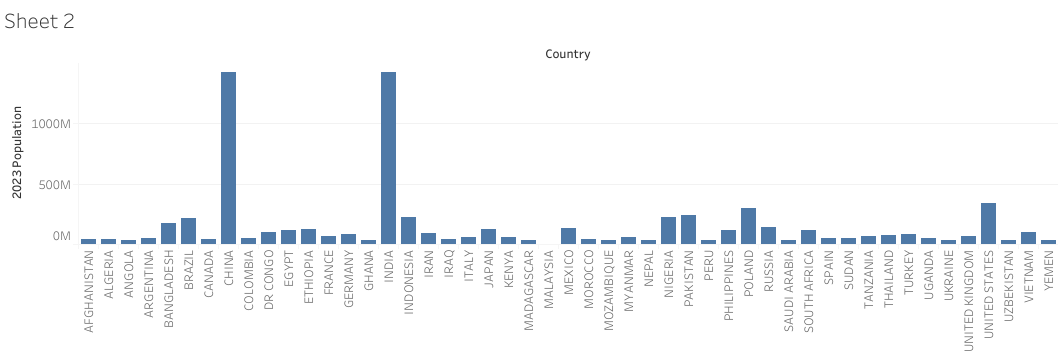 Sheet 2
Country
2023 Population
1000M
500M
0M
AFGHANISTAN
ALGERIA
ANGOLA
ARGENTINA
BANGLADESH
BRAZIL
CANADA
CHINA
COLOMBIA
DR CONGO
EGYPT
ETHIOPIA
FRANCE
GERMANY
GHANA
INDIA
INDONESIA
IRAN
IRAQ
ITALY
JAPAN
KENYA
MADAGASCAR
MALAYSIA
MEXICO
MOROCCO
MOZAMBIQUE
MYANMAR
NEPAL
NIGERIA
PAKISTAN
PERU
PHILIPPINES
POLAND
RUSSIA
SAUDI ARABIA
SOUTH AFRICA
SPAIN
SUDAN
TANZANIA
THAILAND
TURKEY
UGANDA
UKRAINE
UNITED KINGDOM
UNITED STATES
UZBEKISTAN
VIETNAM
YEMEN